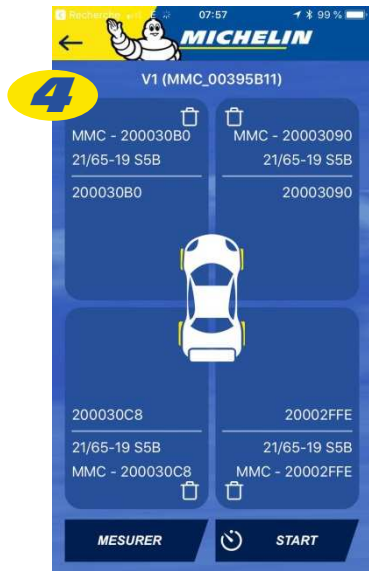 Recherche
07:57
99 %
MICHELIN
V1 (MMC_00395B11)
4
MMC - 200030B0
21/65-19 S5B
200030B0
MMC - 20003090
21/65-19 S5B
20003090
200030C8
21/65-19 S5B
MMC - 200030C8
20002FFE
21/65-19 S5B
MMC - 20002FFE
MESURER
START